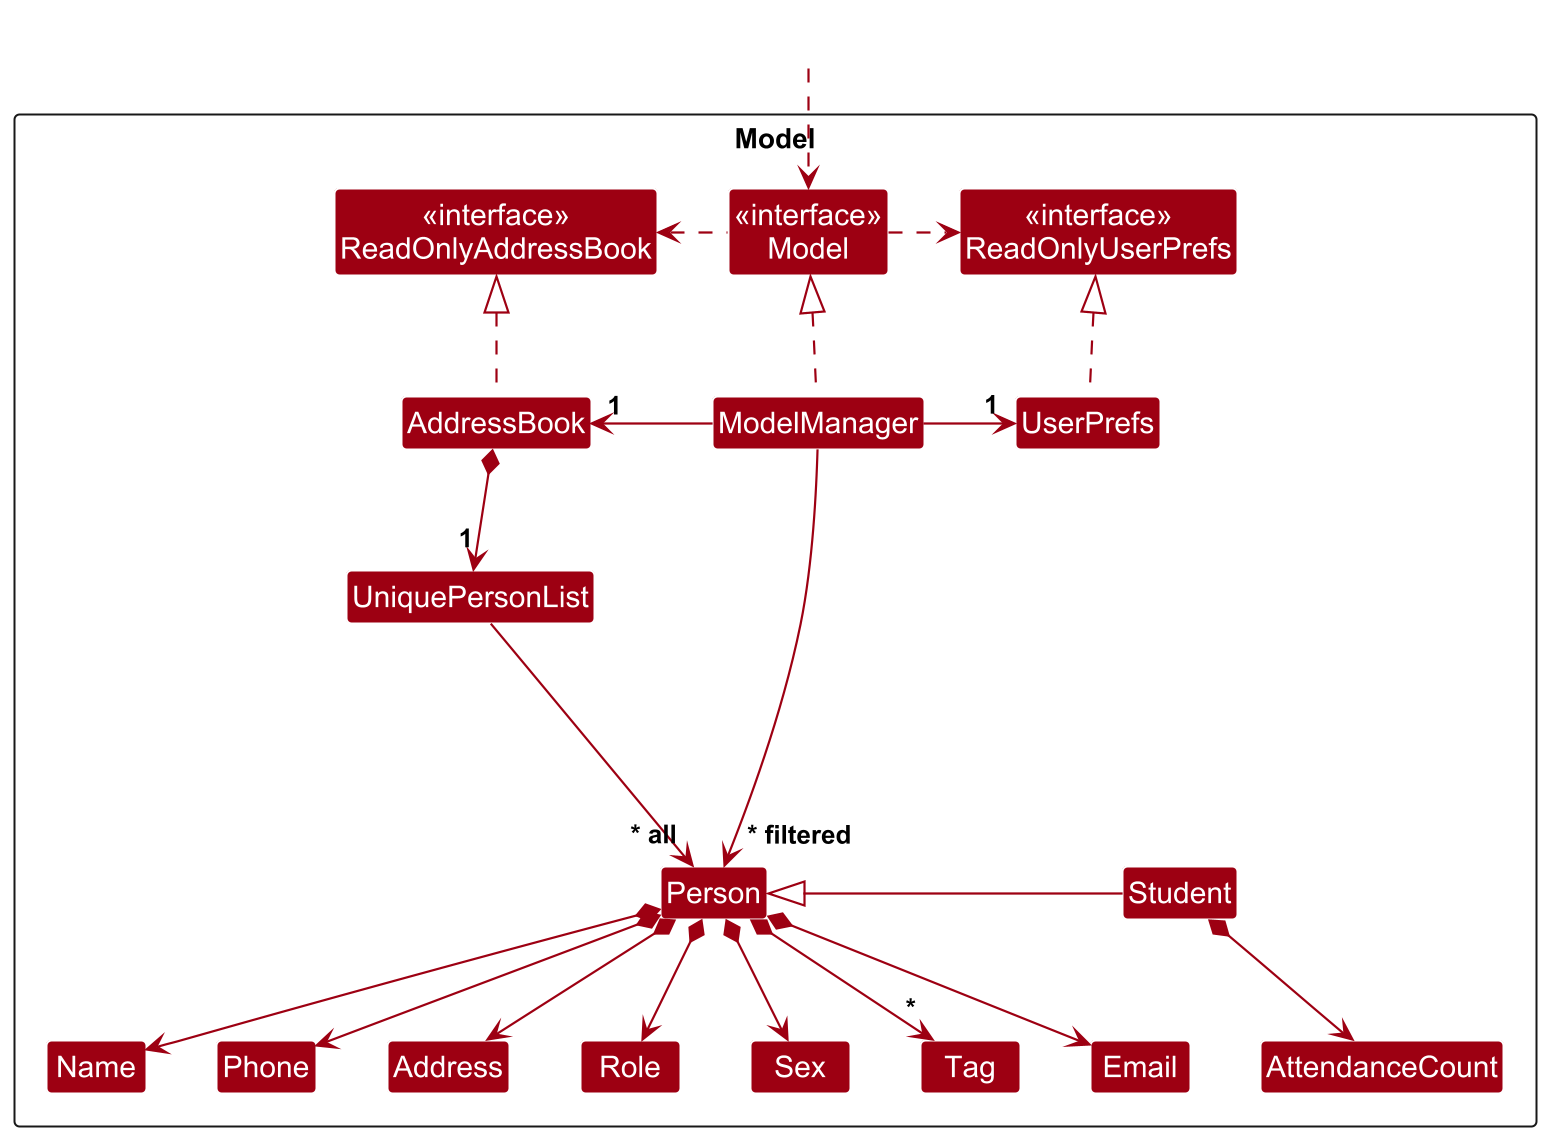 Model
«interface»
ReadOnlyAddressBook
«interface»
Model
«interface»
ReadOnlyUserPrefs
AddressBook
1
ModelManager
1
UserPrefs
1
UniquePersonList
* all
* filtered
Person
Student
*
Name
Phone
Address
Role
Sex
Tag
Email
AttendanceCount